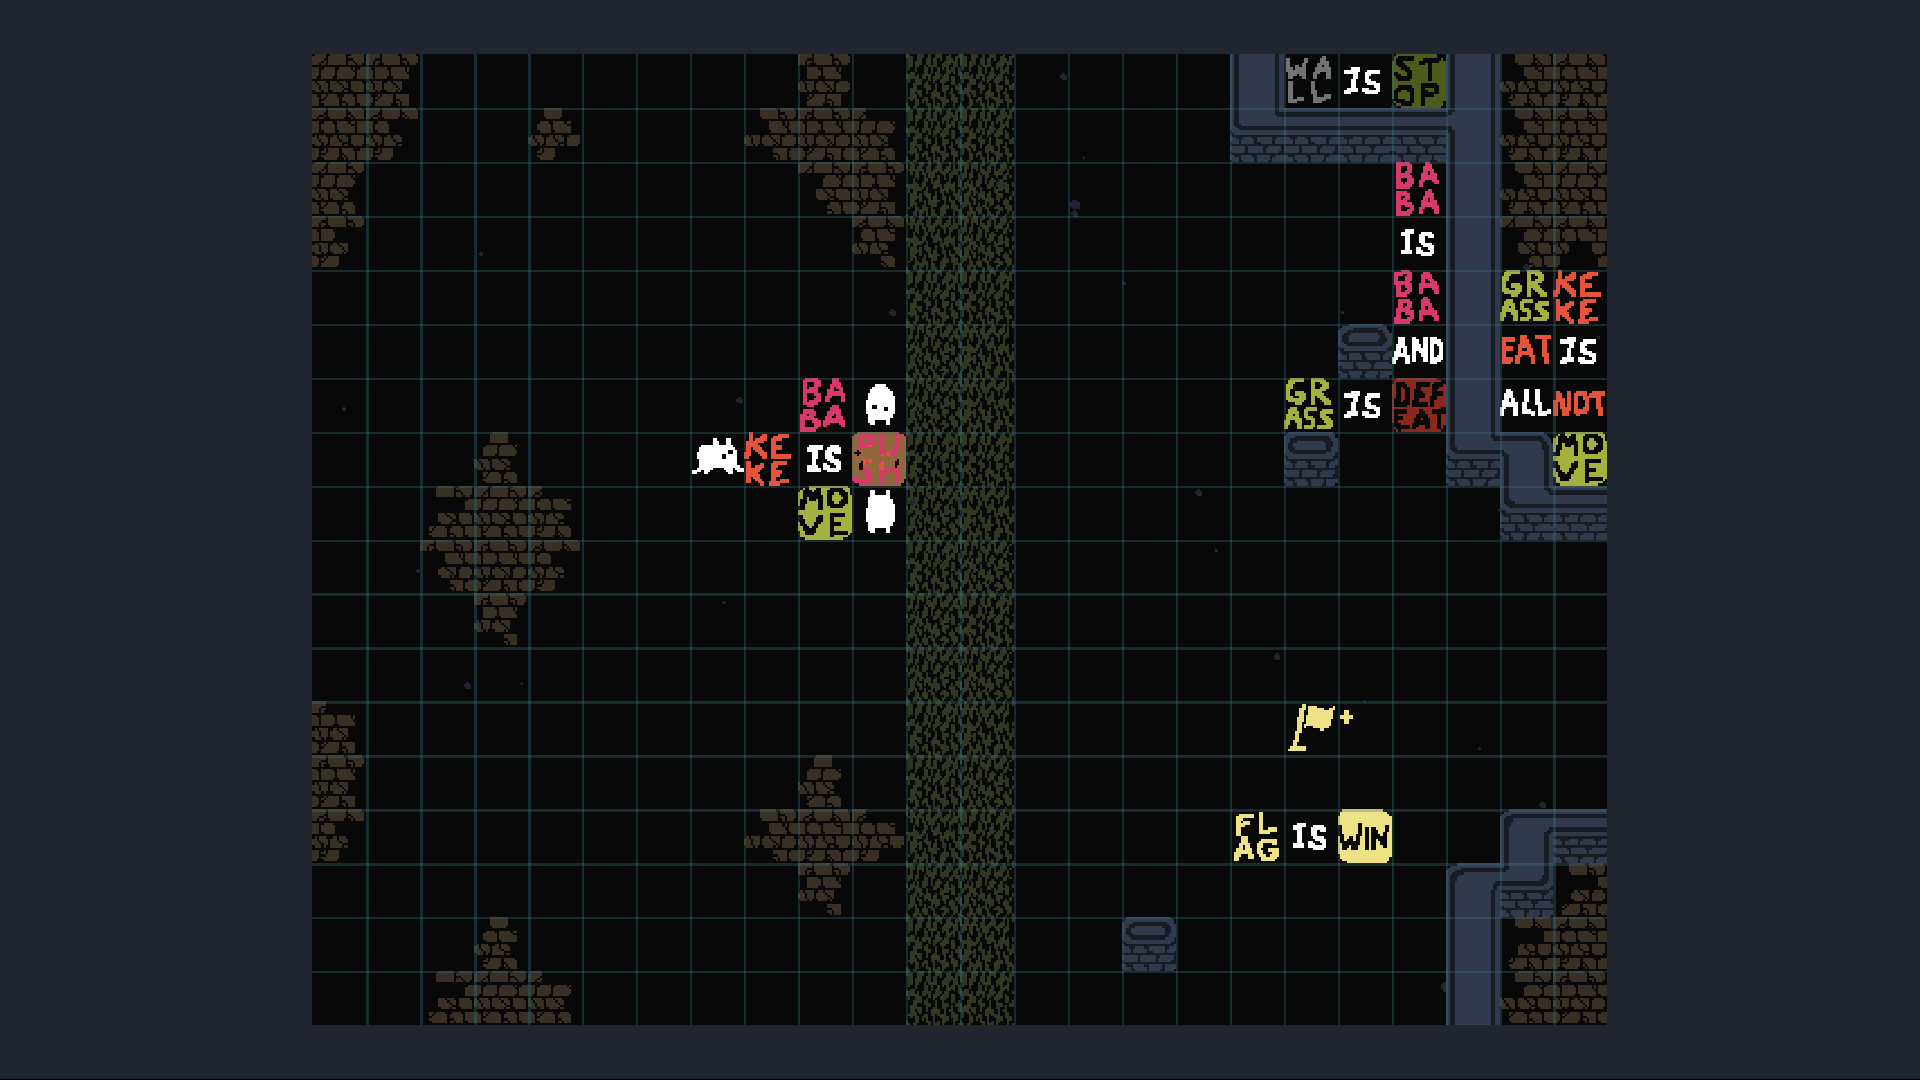 WALL IS STOP
BABA
IS
BABA
GRASS KEKE
AND
EAT IS
BABA
GRASS IS DEFEAT
ALL NOT
KEKE IS PUSH
MOVE
MOVE
FLAG IS WIN